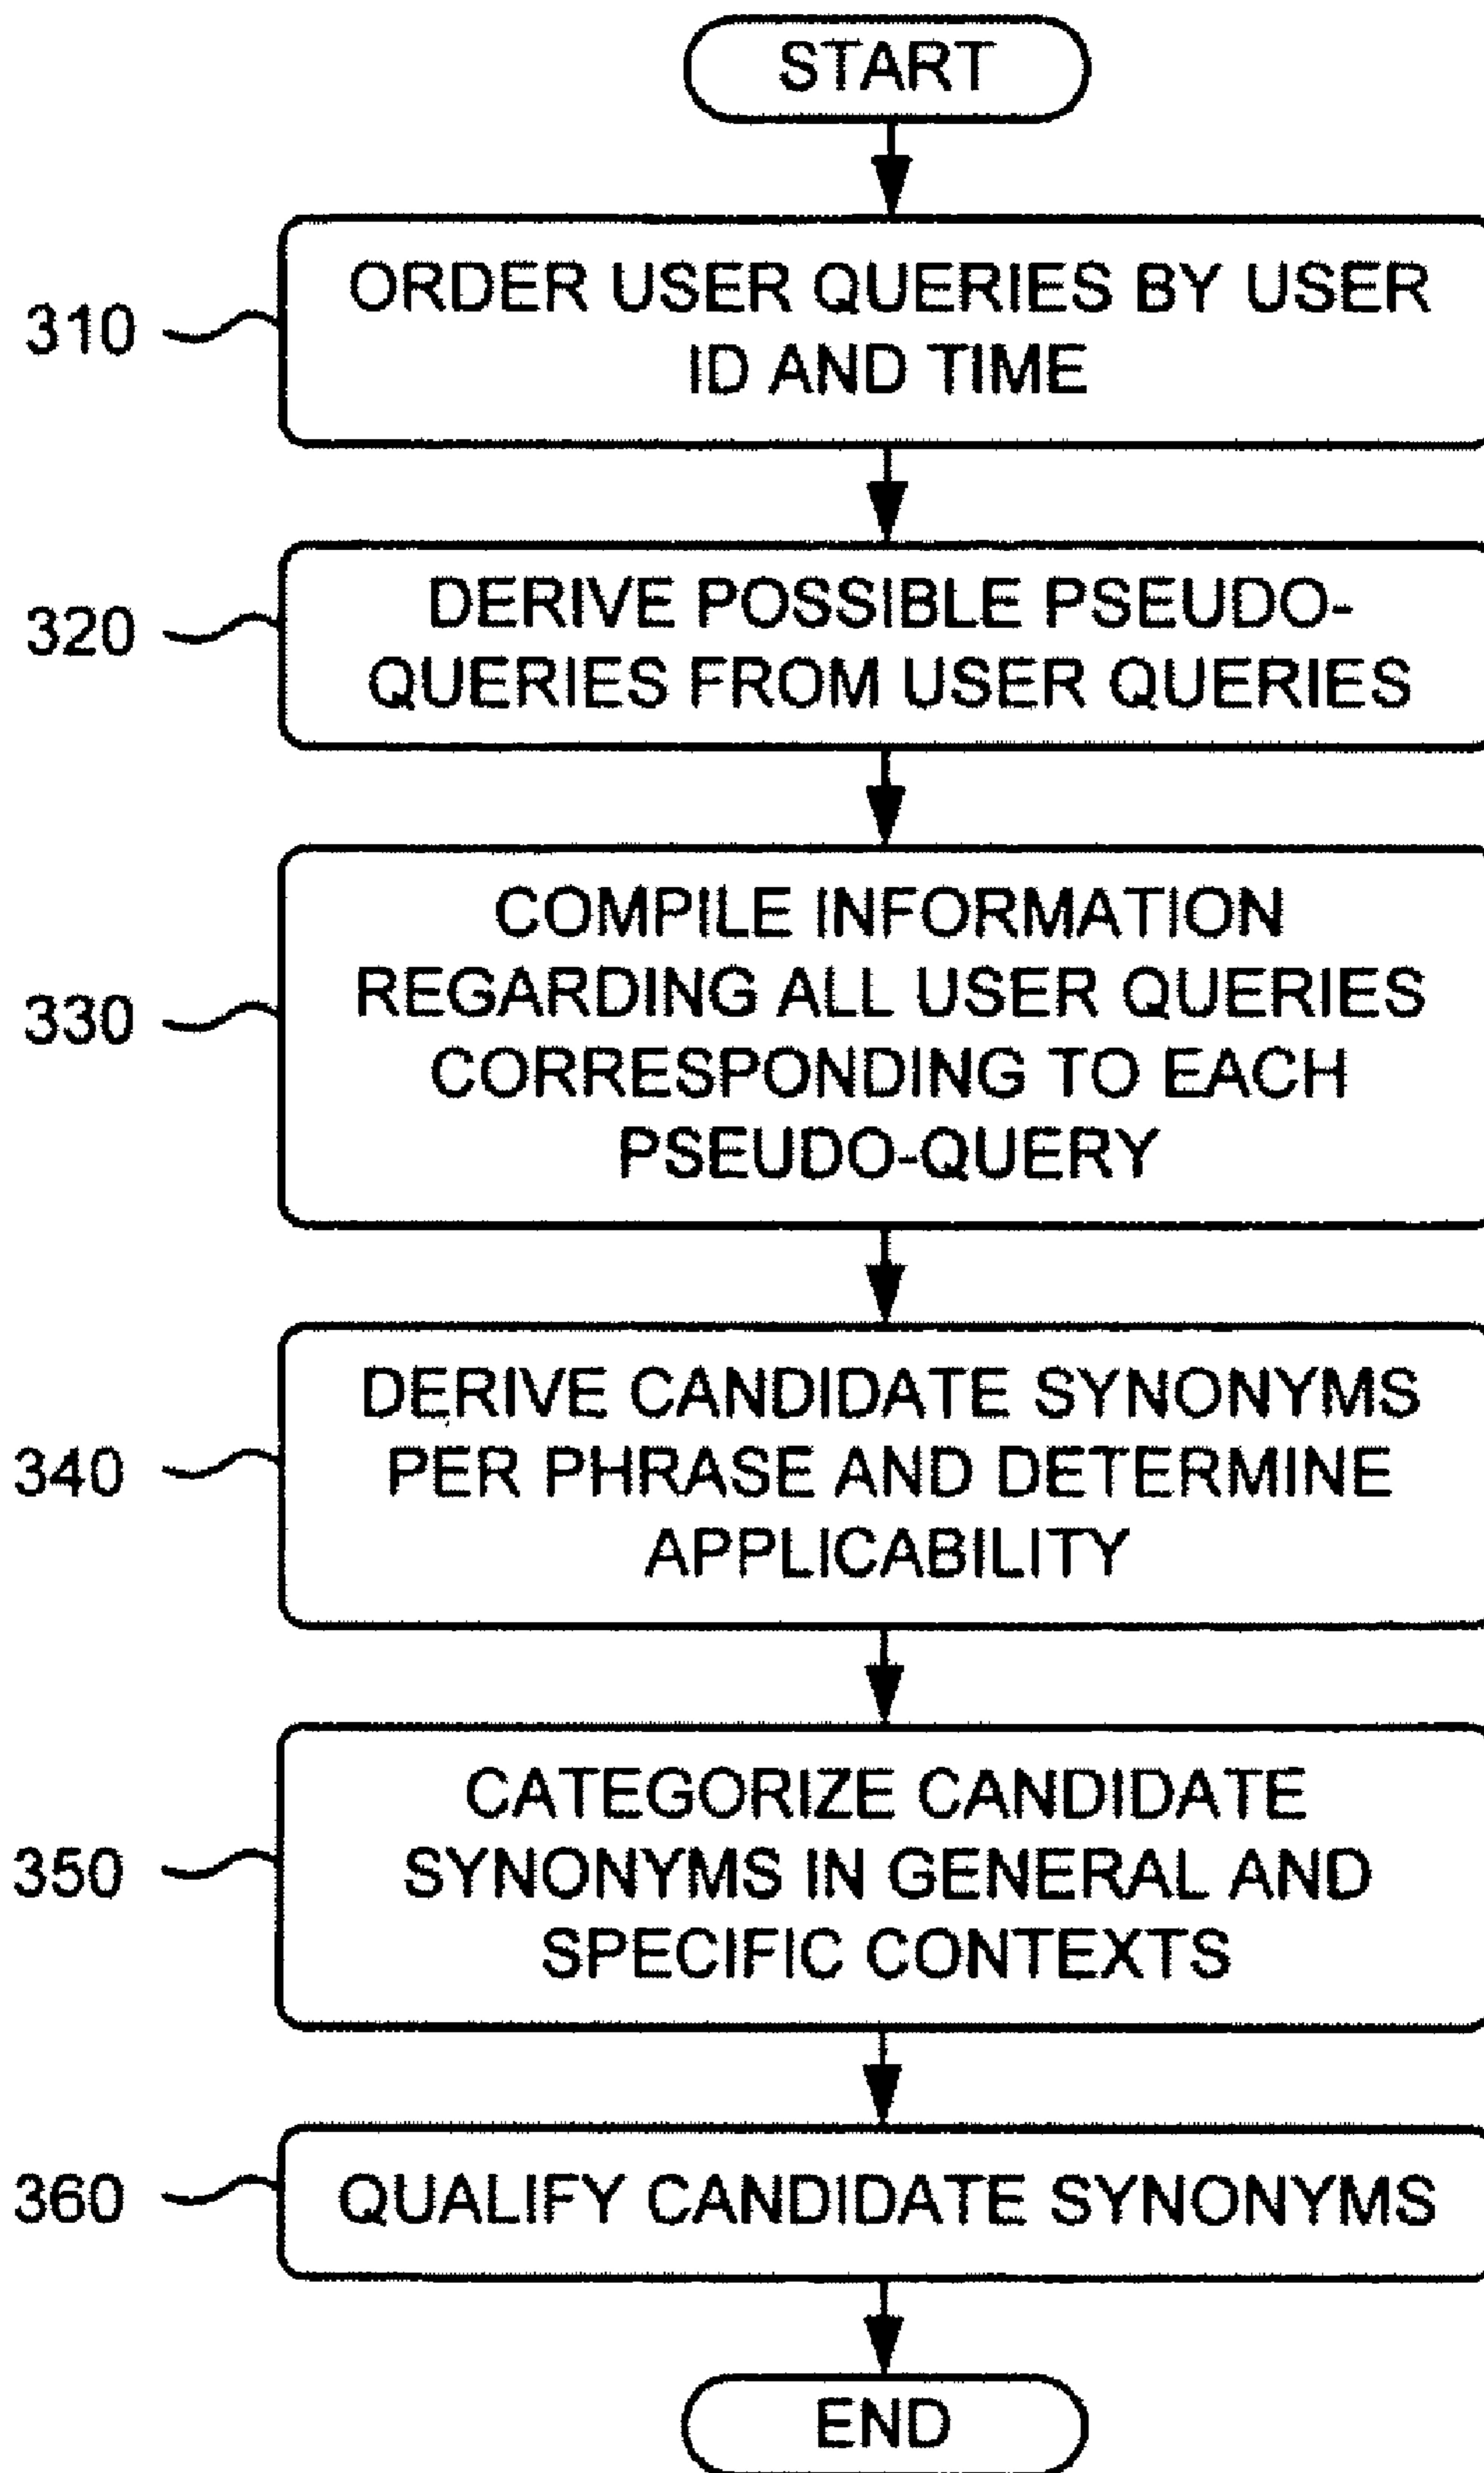 START
310
ORDER USER QUERIES BY USER
ID AND TIME
320
DERIVE POSSIBLE PSEUDO-
QUERIES FROM USER QUERIES
330
COMPILE INFORMATION
REGARDING ALL USER QUERIES
CORRESPONDING TO EACH
PSEUDO-QUERY
340
DERIVE CANDIDATE SYNONYMS
PER PHRASE AND DETERMINE
APPLICABILITY
350
CATEGORIZE CANDIDATE
SYNONYMS IN GENERAL AND
SPECIFIC CONTEXTS
360
QUALIFY CANDIDATE SYNONYMS
END